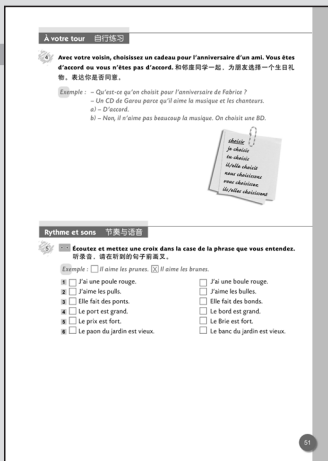 À votre tour 自行练习
4 Avec votre voisin, choisissez un cadeau pour l'anniversaire d'un ami. Vous êtes
d'accord ou vous n'êtes pas d'accord. 和邻座同学一起，为朋友选择一个生日礼
物。表达你是否同意。
Exemple : – Qu'est-ce qu'on choisit pour l'anniversaire de Fabrice ?
– Un CD de Garou parce qu'il aime la musique et les chanteurs.
a) – D'accord.
b) – Non, il n'aime pas beaucoup la musique. On choisit une BD.
choisir
je choisis
tu choisis
il/elle choisit
nous choisissons
vous choisissez
ils/elles choisissent
Rythme et sons 节奏与语音
5 Écoutez et mettez une croix dans la case de la phrase que vous entendez.
听录音，请在听到的句子前画叉。
Exemple : Il aime les prunes. X Il aime les brunes.
1 J'ai une poule rouge. J'ai une boule rouge.
2 J'aime les pulls. J'aime les bulles.
3 Elle fait des ponts. Elle fait des bonds.
4 Le port est grand. Le bord est grand.
5 Le prix est fort. Le Brie est fort.
6 Le paon du jardin est vieux. Le banc du jardin est vieux.
51